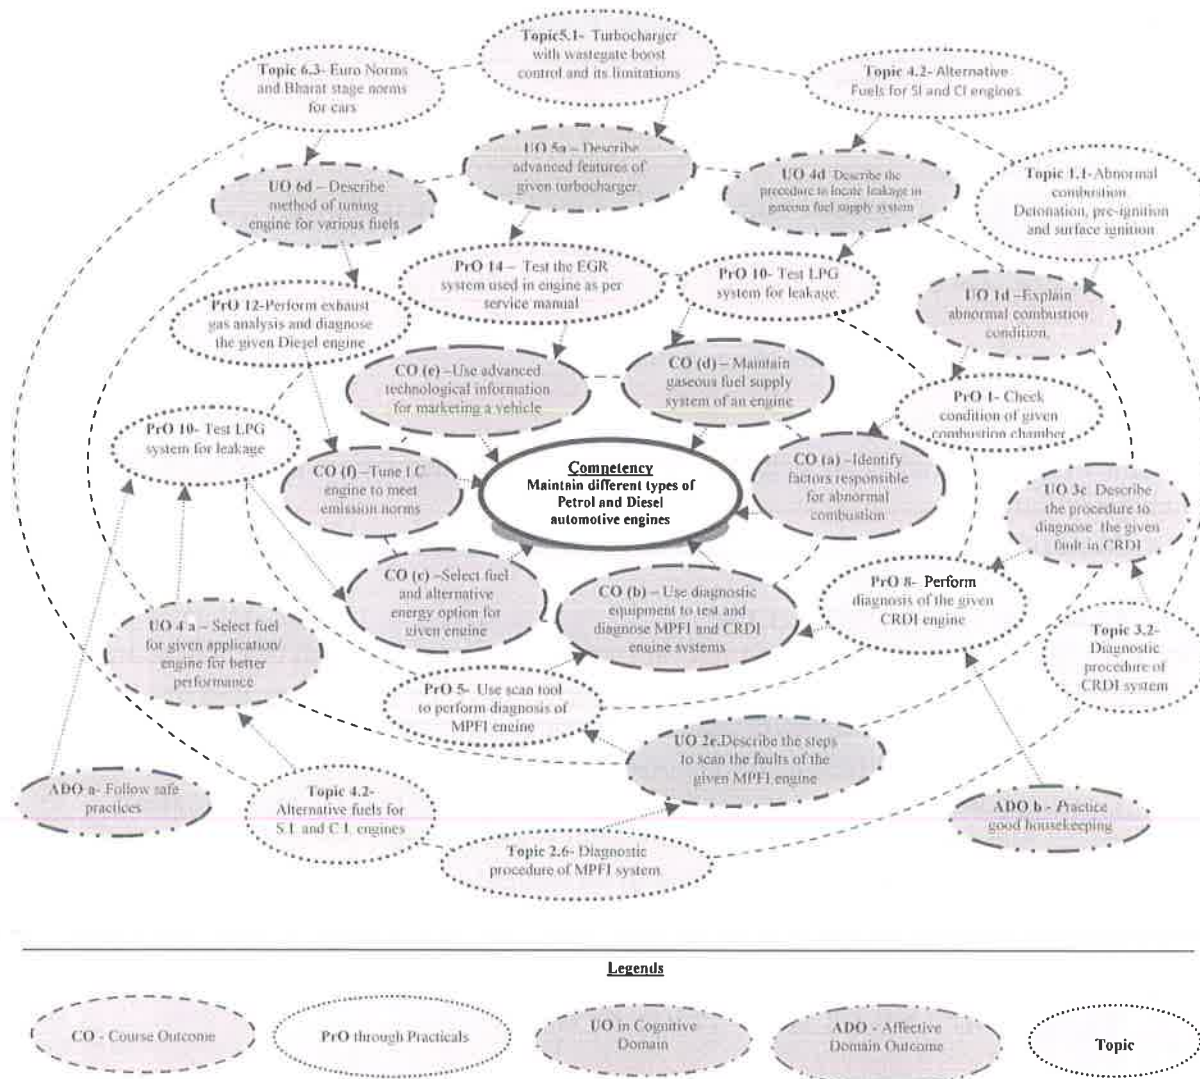 Topic5.1- Turbocharger
with wastegate boost
control and its limitations
Topic 6.3- Euro Norms
and Bharat stage norms
for cars
Topic 4.2- Alternative
Fuels for SI and CI engines
UO 5a – Describe
advanced features of
given turbocharger
UO 6d – Describe
method of tuning
engine for various fuels
UO 4d Describe the
procedure to locate leakage in
gaseous fuel supply system
Topic 1.1-Abnormal
combustion
Detonation, pre-ignition
and surface ignition
PrO 14 – Test the EGR
system used in engine as per
service manual
PrO 10- Test LPG
system for leakage.
UO 1d –Explain
abnormal combustion
condition.
PrO 12-Perform exhaust
gas analysis and diagnose
the given Diesel engine
CO (e) –Use advanced
technological information
for marketing a vehicle
CO (d) – Maintain
gaseous fuel supply
system of an engine
PrO 1- Check
condition of given
combustion chamber
PrO 10- Test LPG
system for leakage
CO (f) – Tune I C
engine to meet
emission norms
Competency
Maintain different types of
Petrol and Diesel
automotive engines
CO (a) –Identify
factors responsible
for abnormal
combustion
UO 3c Describe
the procedure to
diagnose the given
fault in CRDI
CO (c) –Select fuel
and alternative
energy option for
given engine
CO (b) – Use diagnostic
equipment to test and
diagnose MPFI and CRDI
engine systems
PrO 8- Perform
diagnosis of the given
CRDI engine
UO 4 a – Select fuel
for given application/
engine for better
performance
Topic 3.2-
Diagnostic
procedure of
CRDI system
PrO 5- Use scan tool
to perform diagnosis of
MPFI engine
UO 2e.Describe the steps
to scan the faults of the
given MPFI engine
ADO a- Follow safe
practices
Topic 4.2-
Alternative fuels for
S.I. and C.I. engines
ADO b - Practice
good housekeeping
Topic 2.6- Diagnostic
procedure of MPFI system
Legends
CO - Course Outcome
PrO through Practicals
UO in Cognitive
Domain
ADO - Affective
Domain Outcome
Topic